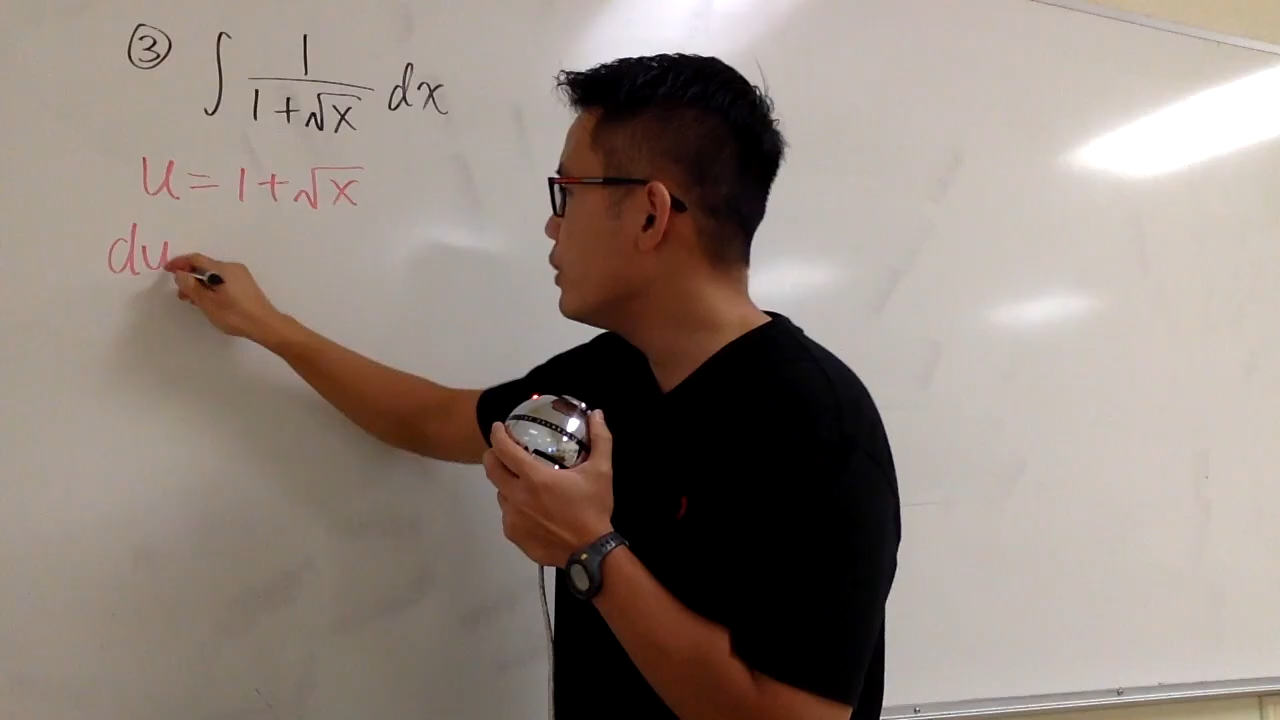 ③ ∫ 1/(1+√x) dx
u = 1+√x
du